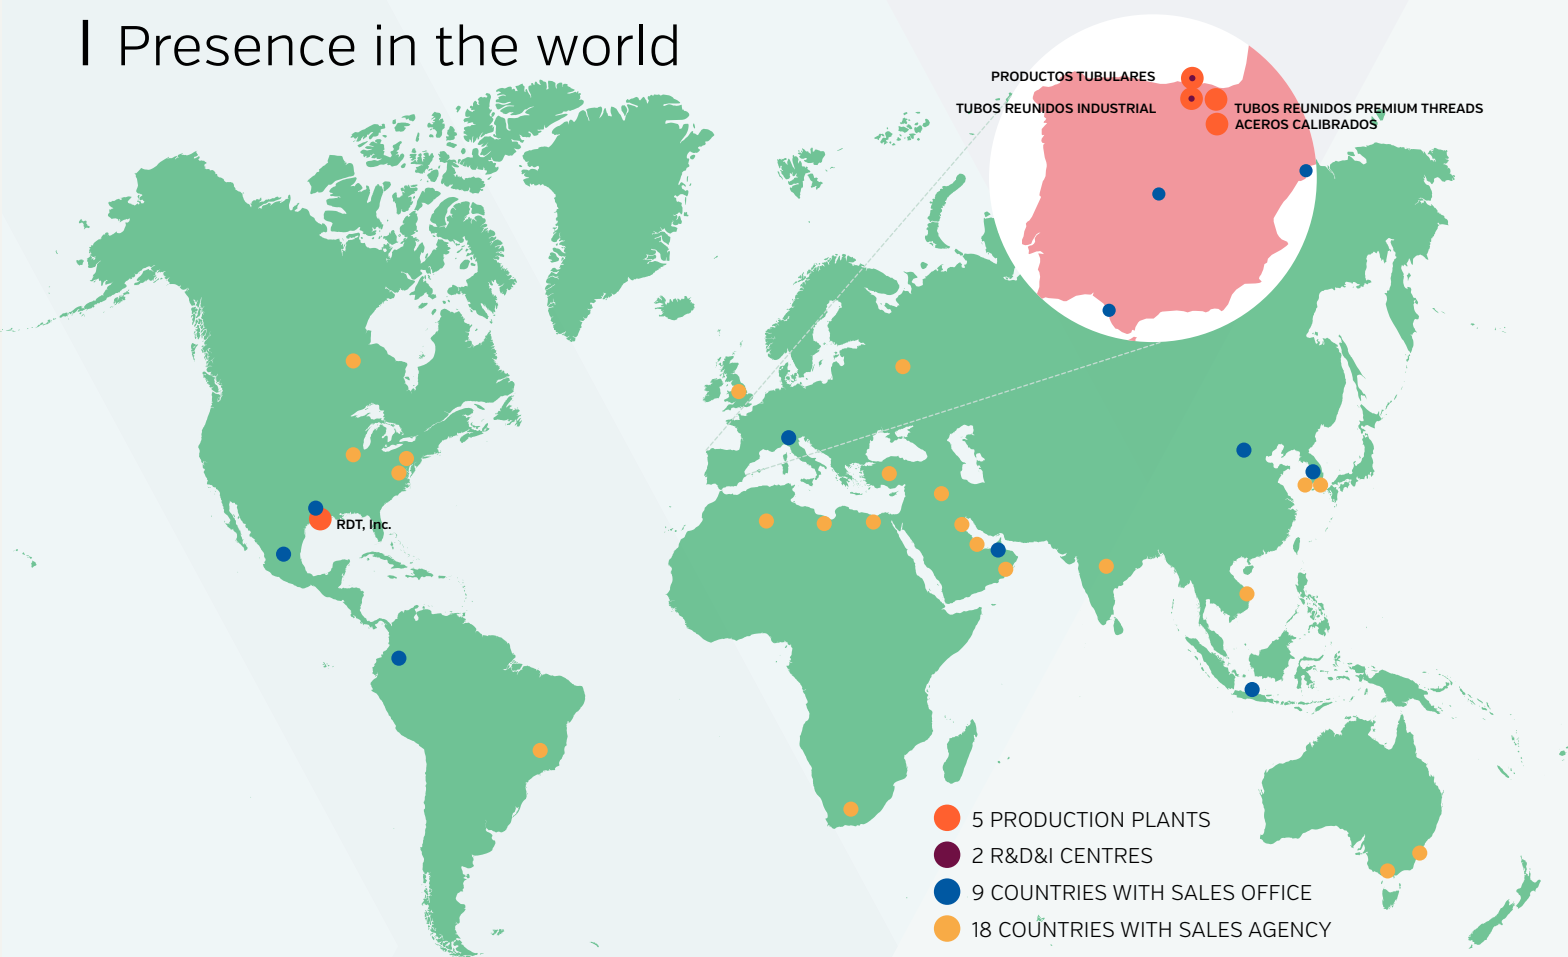 Presence in the world
PRODUCTOS TUBULARES
TUBOS REUNIDOS INDUSTRIAL
TUBOS REUNIDOS PREMIUM THREADS
ACEROS CALIBRADOS
RDT, Inc.
5 PRODUCTION PLANTS
2 R&D&I CENTRES
9 COUNTRIES WITH SALES OFFICE
18 COUNTRIES WITH SALES AGENCY